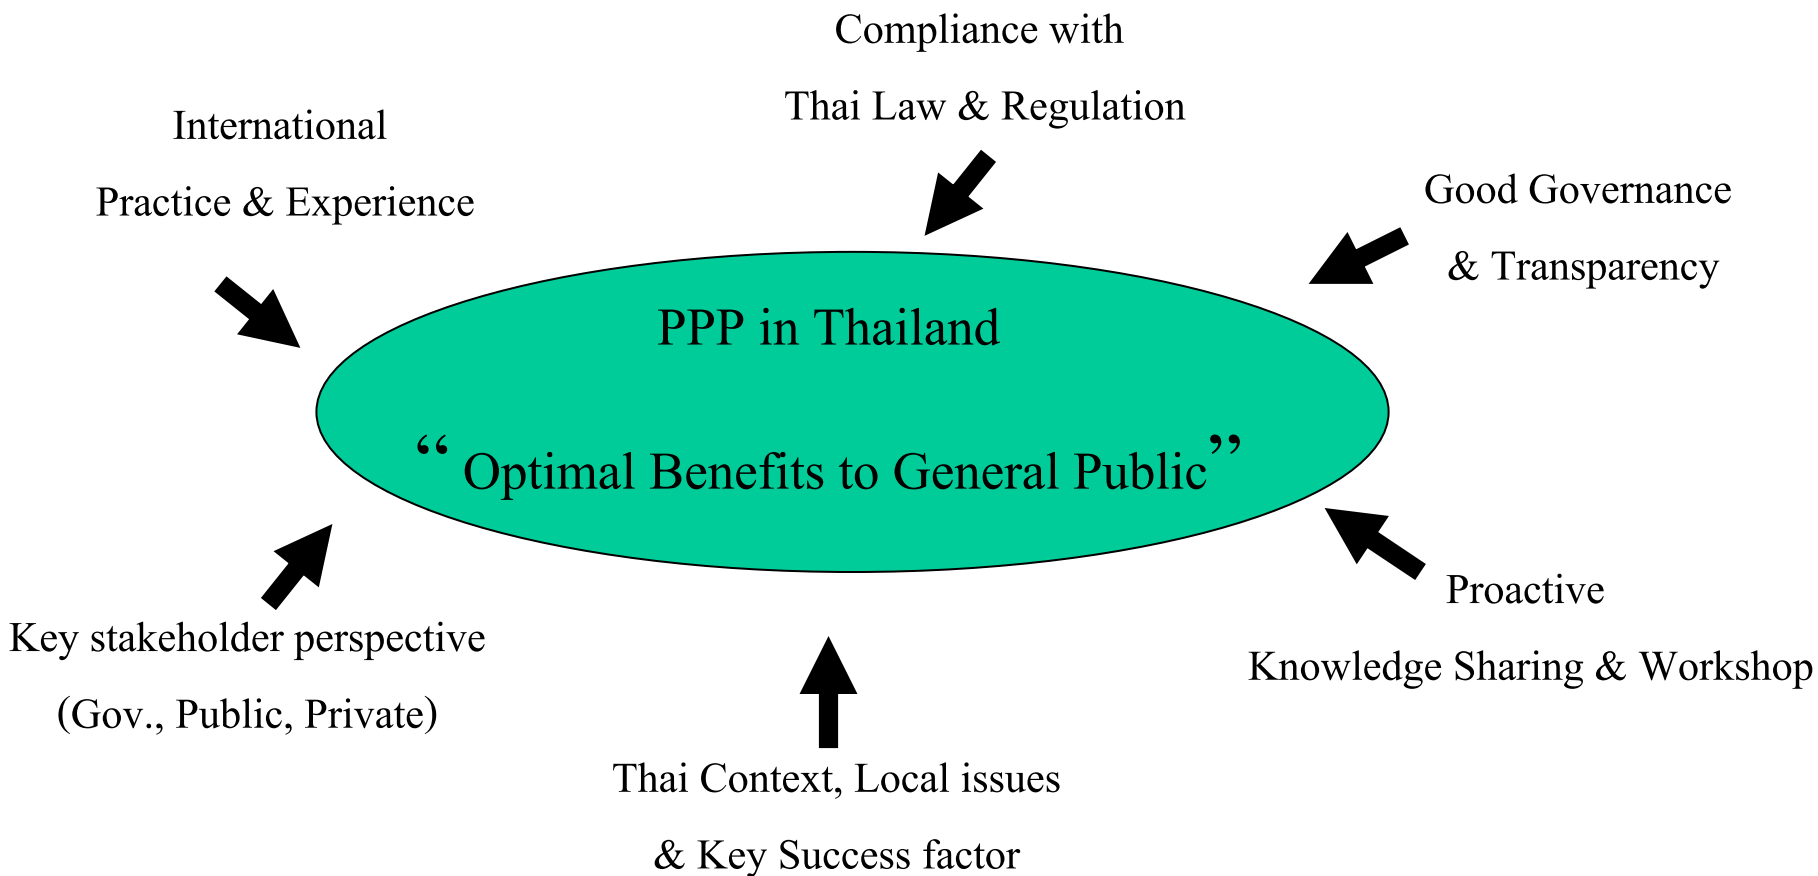 Compliance with
Thai Law & Regulation
International
Practice & Experience
Good Governance
& Transparency
PPP in Thailand
“ Optimal Benefits to General Public”
Key stakeholder perspective
(Gov., Public, Private)
Proactive
Knowledge Sharing & Workshop
Thai Context, Local issues
& Key Success factor